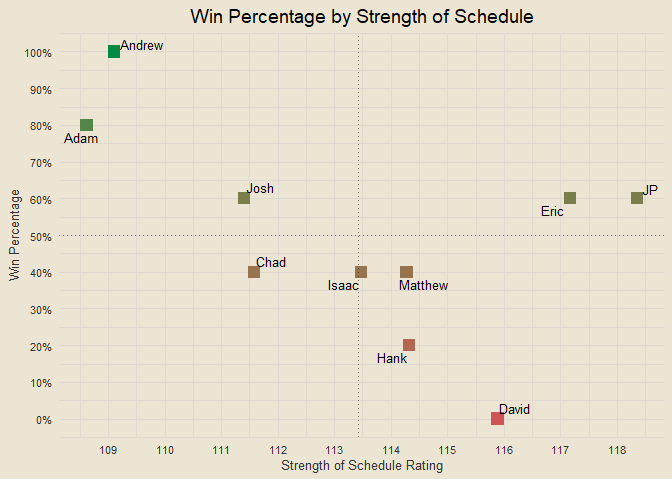 Win Percentage by Strength of Schedule
Win Percentage
100%
90%
80%
70%
60%
50%
40%
30%
20%
10%
0%
Andrew
Adam
Josh
JP
Eric
Chad
Isaac
Matthew
Hank
David
109 110 111 112 113 114 115 116 117 118
Strength of Schedule Rating